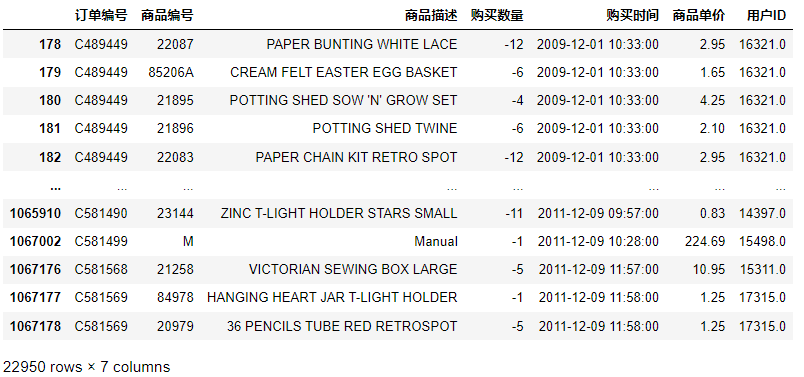 订单编号 商品编号 商品描述 购买数量 购买时间 商品单价 用户ID
178 C489449 22087 PAPER BUNTING WHITE LACE -12 2009-12-01 10:33:00 2.95 16321.0
179 C489449 85206A CREAM FELT EASTER EGG BASKET -6 2009-12-01 10:33:00 1.65 16321.0
180 C489449 21895 POTTING SHED SOW 'N' GROW SET -4 2009-12-01 10:33:00 4.25 16321.0
181 C489449 21896 POTTING SHED TWINE -6 2009-12-01 10:33:00 2.10 16321.0
182 C489449 22083 PAPER CHAIN KIT RETRO SPOT -12 2009-12-01 10:33:00 2.95 16321.0
... ... ... ... ... ... ... ...
1065910 C581490 23144 ZINC T-LIGHT HOLDER STARS SMALL -11 2011-12-09 09:57:00 0.83 14397.0
1067002 C581499 M Manual -1 2011-12-09 10:28:00 224.69 15498.0
1067176 C581568 21258 VICTORIAN SEWING BOX LARGE -5 2011-12-09 11:57:00 10.95 15311.0
1067177 C581569 84978 HANGING HEART JAR T-LIGHT HOLDER -1 2011-12-09 11:58:00 1.25 17315.0
1067178 C581569 20979 36 PENCILS TUBE RED RETROSPOT -5 2011-12-09 11:58:00 1.25 17315.0
22950 rows × 7 columns